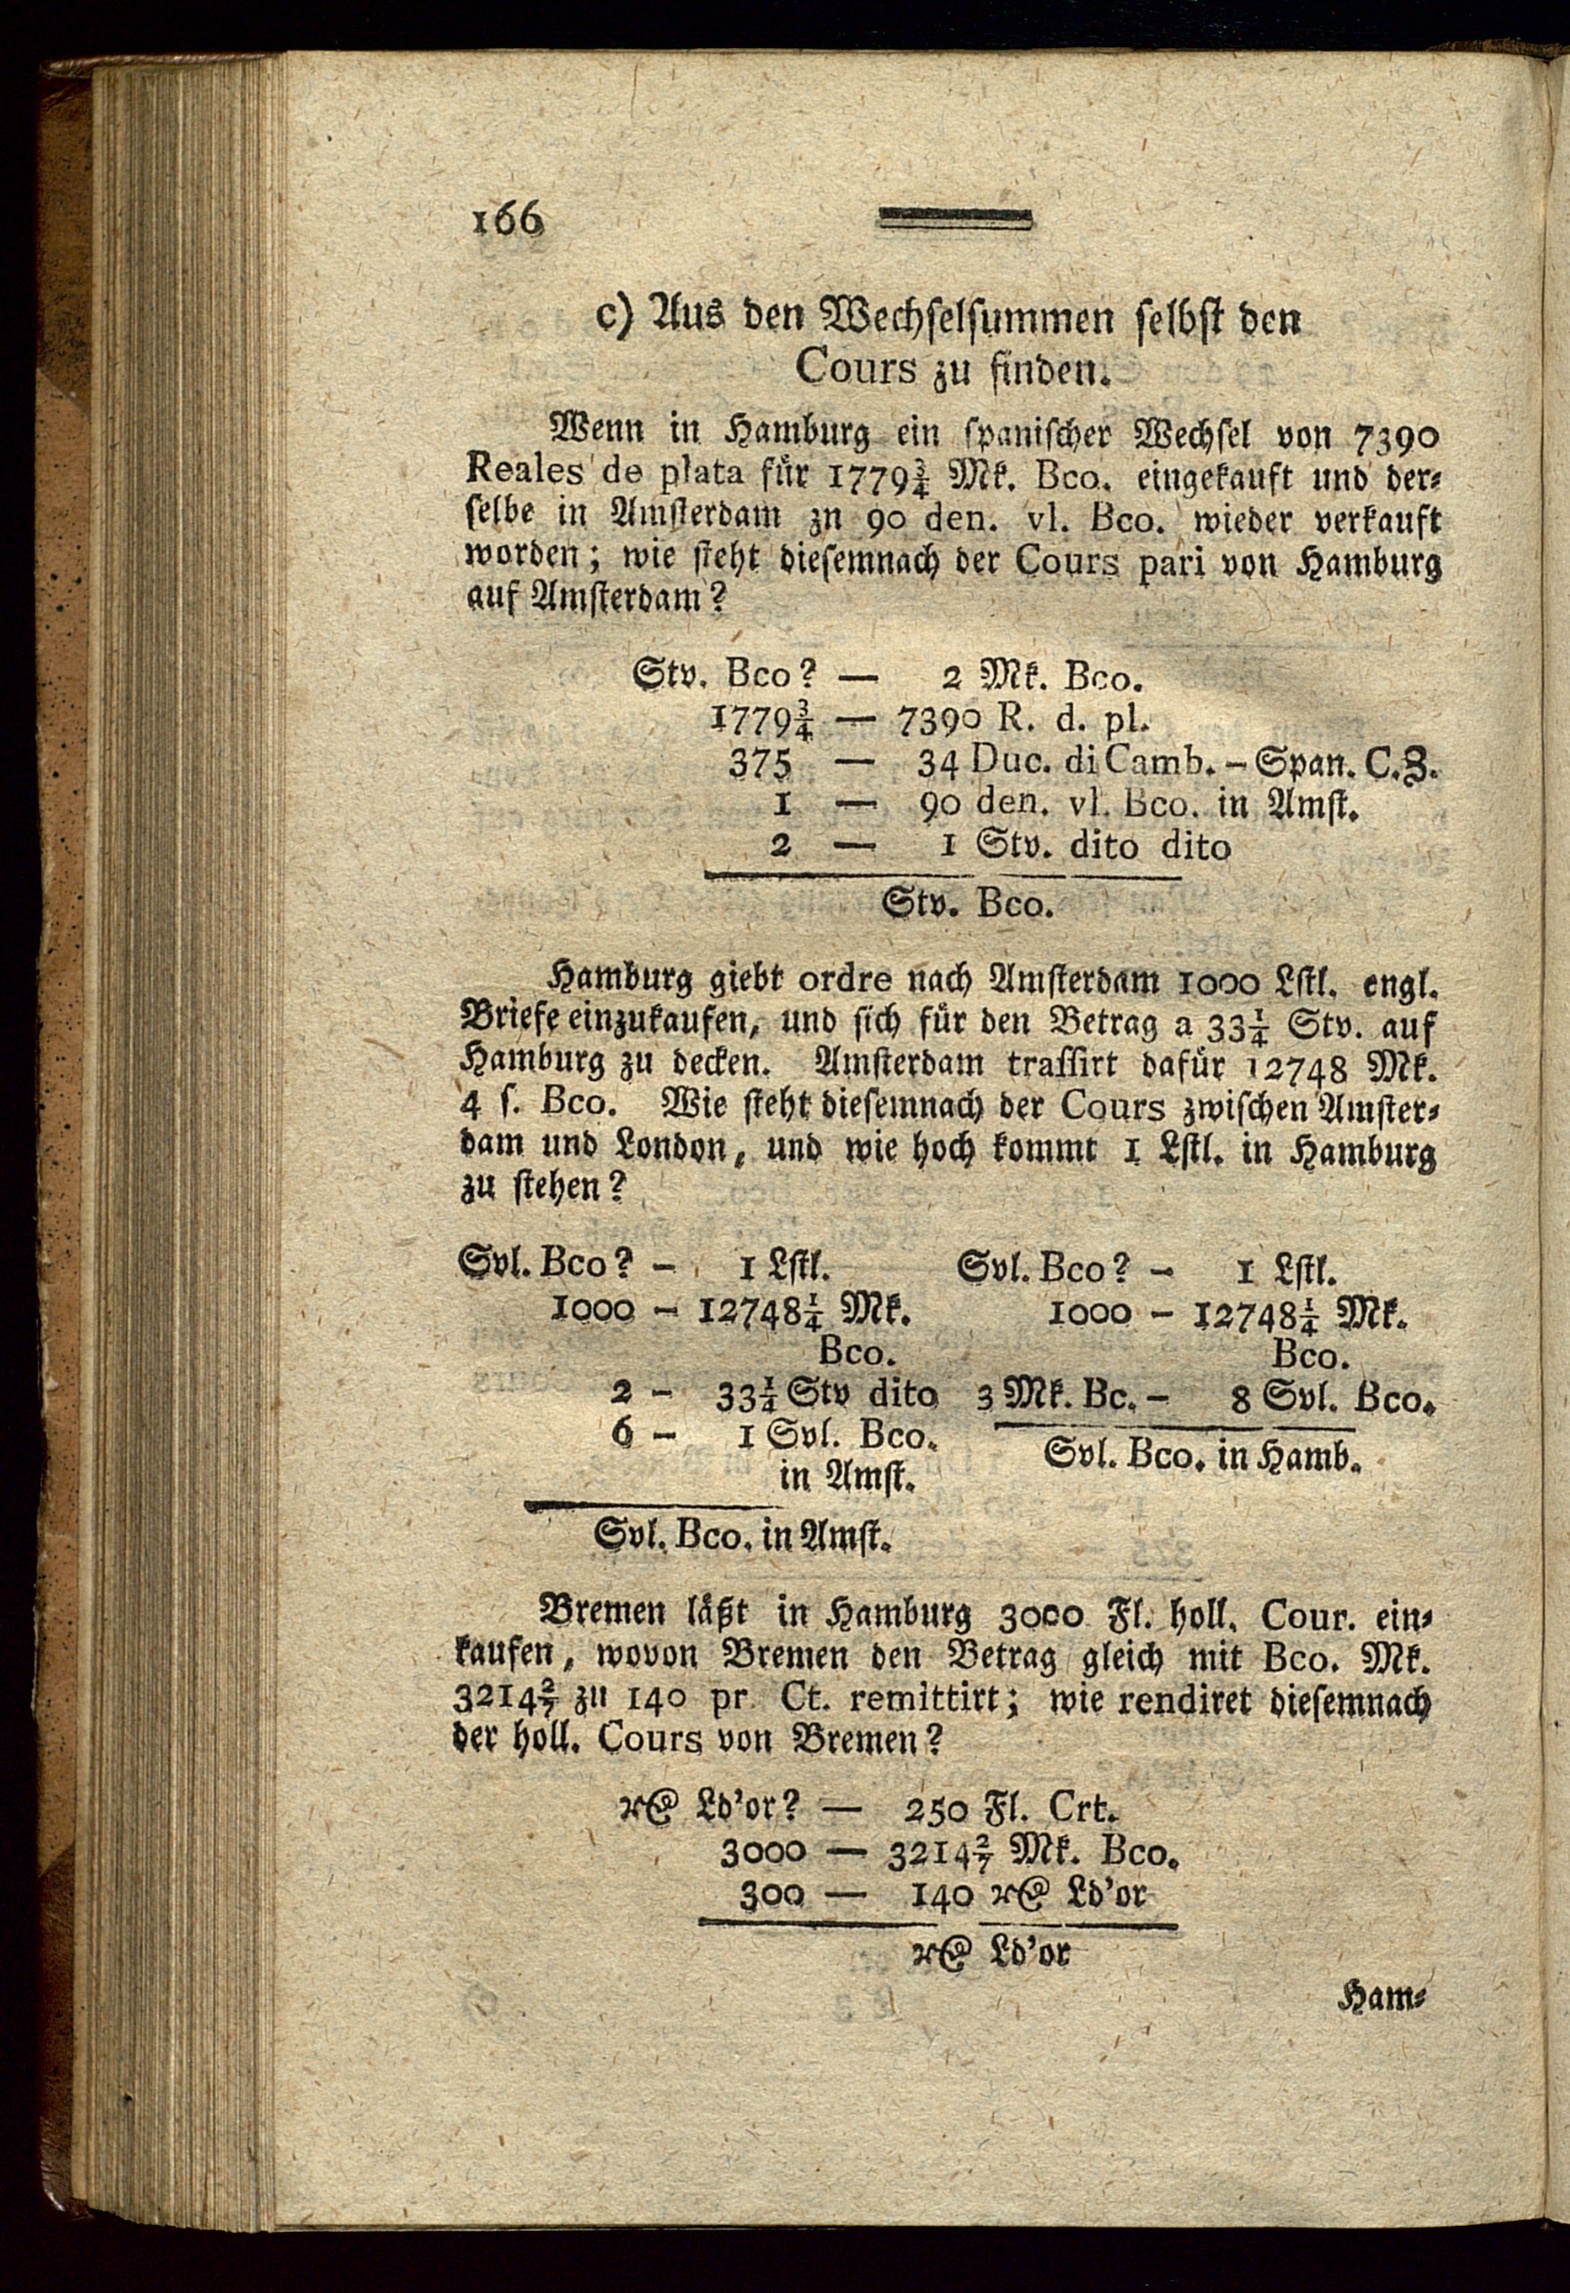 166
c) Aus den Wechselsummen selbst den
Cours zu finden.
Wenn in Hamburg ein spanischer Wechsel von 7390
Reales de plata für 1779¾ Mk. Bco. eingekauft und der⸗
selbe in Amsterdam zn 90 den. vl. Bco. wieder verkauft
worden; wie steht diesemnach der Cours pari von Hamburg
auf Amsterdam?
Stv. Bco? — 2 Mk. Bco.
1779¾ — 7390 R. d. pl.
375 — 34 Duc. di Camb. – Span. C. Z.
1 — 90 den. vl. Bco. in Amst.
2 — 1 Stv. dito dito
Stv. Bco.
Hamburg giebt ordre nach Amsterdam 1000 Lstl. engl.
Briefe einzukaufen, und sich für den Betrag a 33¼ Stv. auf
Hamburg zu decken. Amsterdam trassirt dafür 12748 Mk.
4 s. Bco. Wie steht diesemnach der Cours zwischen Amster⸗
dam und London, und wie hoch kommt 1 Lstl. in Hamburg
zu stehen?
Svl. Bco? – 1 Lstl.
1000 – 12748¼ Mk.
Bco.
2 – 33¼ Stv dito
6 – 1 Svl. Bco.
in Amst.
Svl. Bco. in Amst.
Svl. Bco? – 1 Lstl.
1000 – 12748¼ Mk.
Bco.
3 Mk. Bc. – 8 Svl. Bco.
Svl. Bco. in Hamb.
Bremen läßt in Hamburg 3000 Fl. holl. Cour. ein⸗
kaufen, wovon Bremen den Betrag gleich mit Bco. Mk.
3214²⁄₇ zu 140 pr. Ct. remittirt; wie rendiret diesemnach
der holl. Cours von Bremen?
r₰ Ld'or? — 250 Fl. Crt.
3000 — 3214²⁄₇ Mk. Bco.
300 — 140 r₰ Ld'or
r₰ Ld'or
Ham⸗